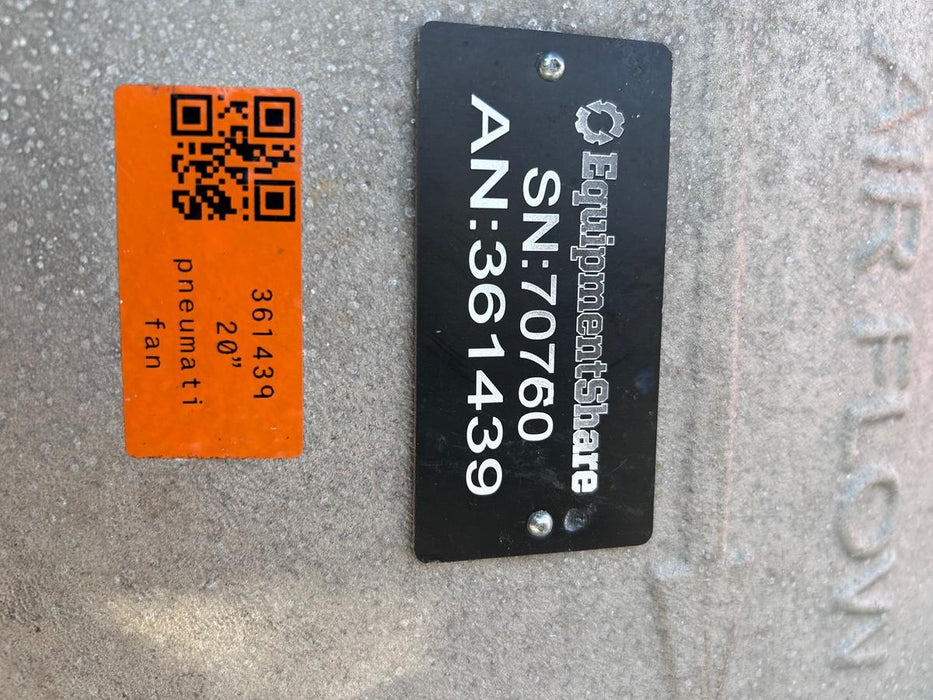 AIR FLOW
EquipmentShare
SN:70760
AN:361439
361439
20”
pneumati
fan